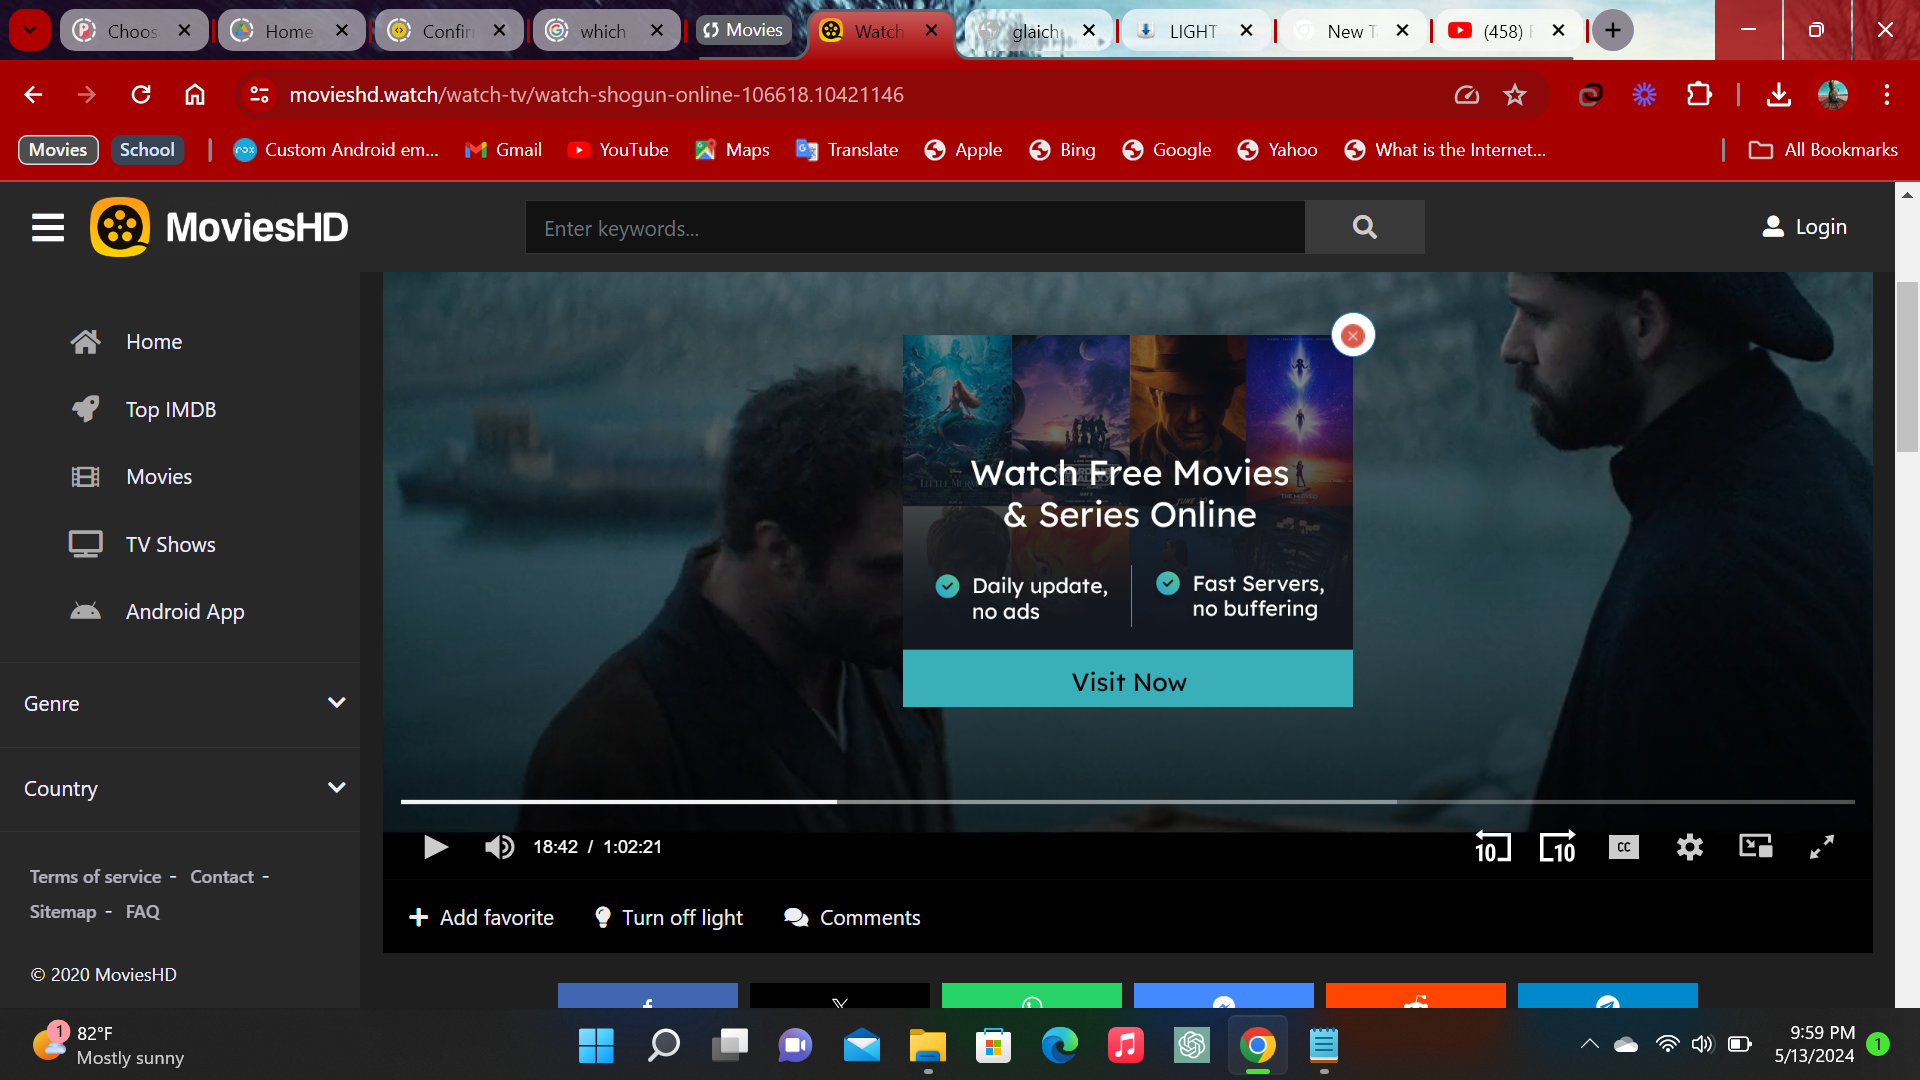 Choos
Home
Confirm
which
Movies
Watch
glaich
LIGHT
New T
(458)
movieshd.watch/watch-tv/watch-shogun-online-106618.10421146
Movies
School
Custom Android em...
Gmail
YouTube
Maps
Translate
Apple
Bing
Google
Yahoo
What is the Internet...
All Bookmarks
MoviesHD
Enter keywords...
Login
Home
Top IMDB
Movies
TV Shows
Android App
Genre
Country
Terms of service -
Contact -
Sitemap -
FAQ
© 2020 MoviesHD
Watch Free Movies
& Series Online
Daily update,
no ads
Fast Servers,
no buffering
Visit Now
18:42 / 1:02:21
10
10
CC
Add favorite
Turn off light
Comments
1
82°F
Mostly sunny
9:59 PM
5/13/2024
1